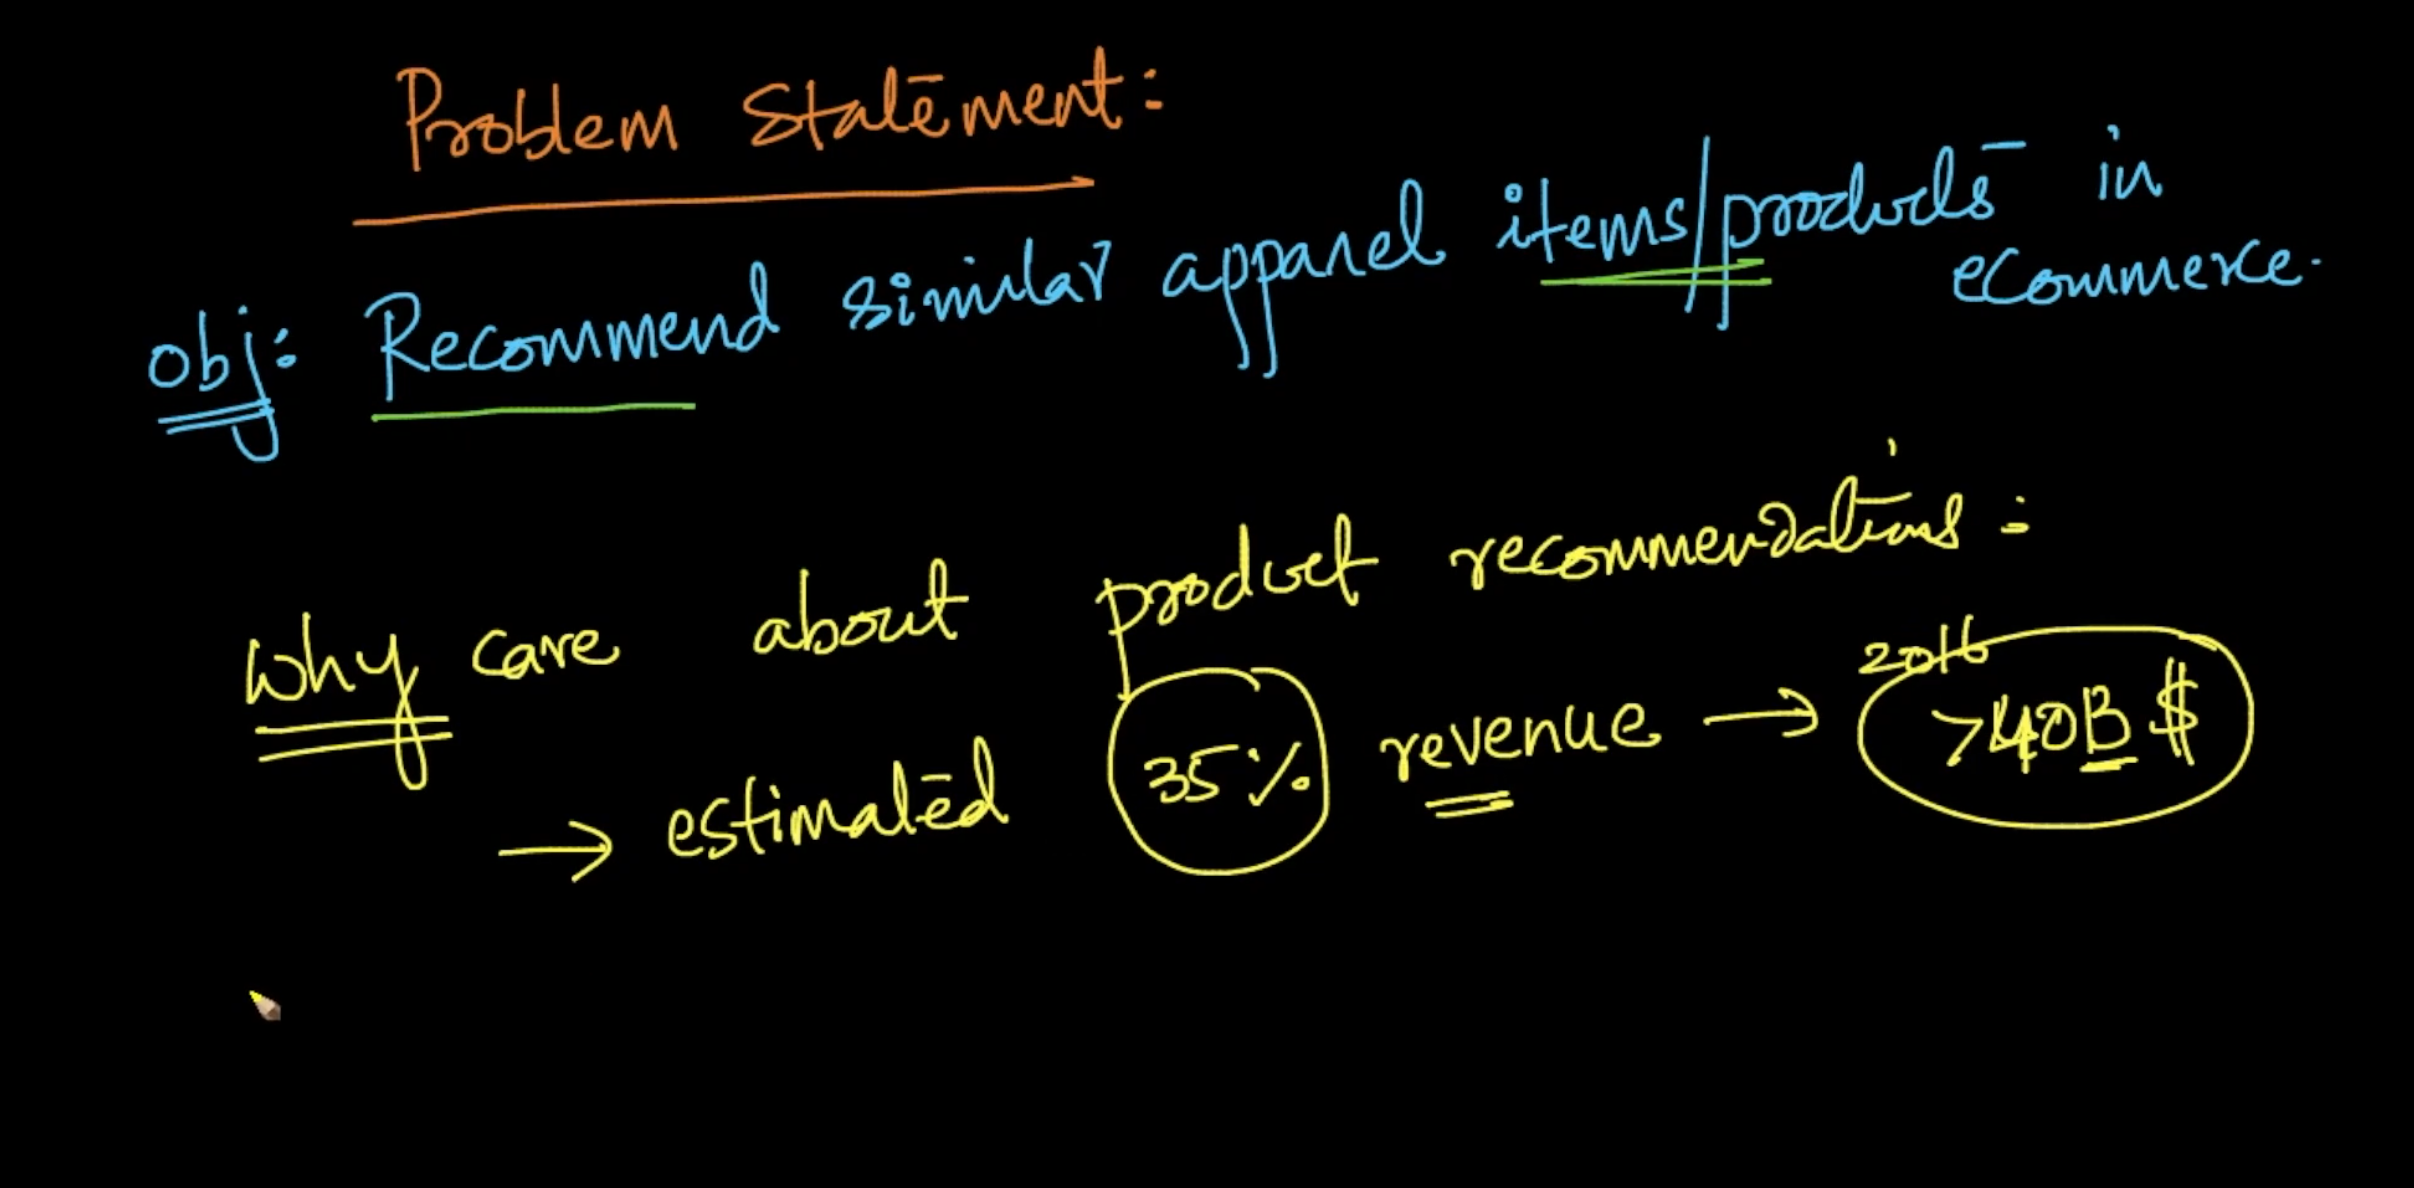 Problem Statement:
obj: Recommend similar apparel items/products in ecommerce.
Why care about product recommendations:
→ estimated 35% revenue → 2016 >40B $